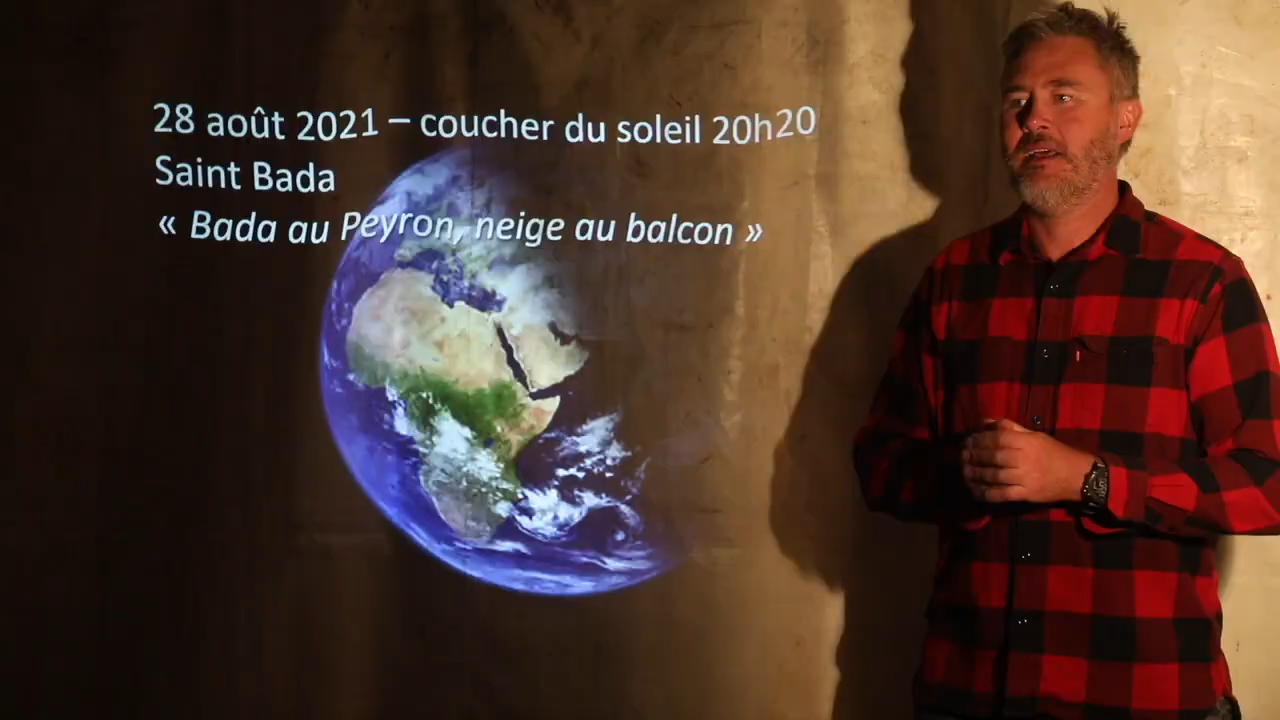 28 août 2021 – coucher du soleil 20h20
Saint Bada
« Bada au Peyron, neige au balcon »